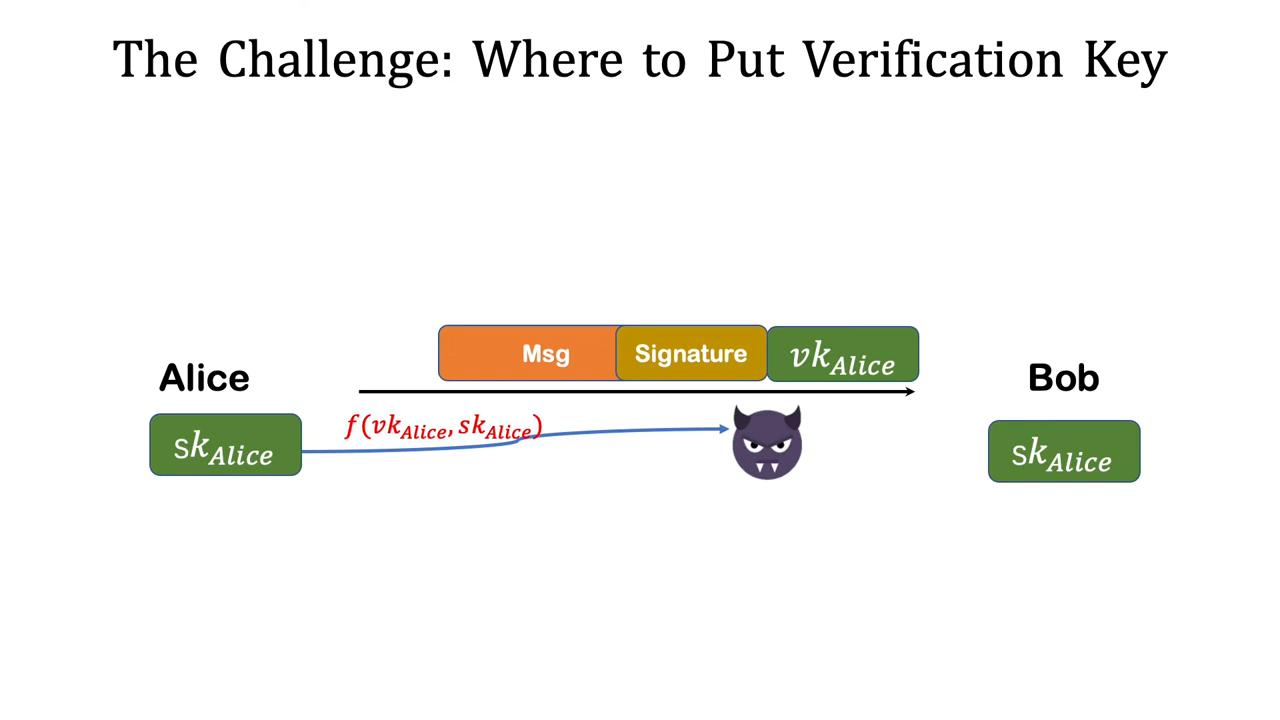 The Challenge: Where to Put Verification Key
Msg
Signature
vk_Alice
Alice
Bob
f(vk_Alice, sk_Alice)
sk_Alice
sk_Alice